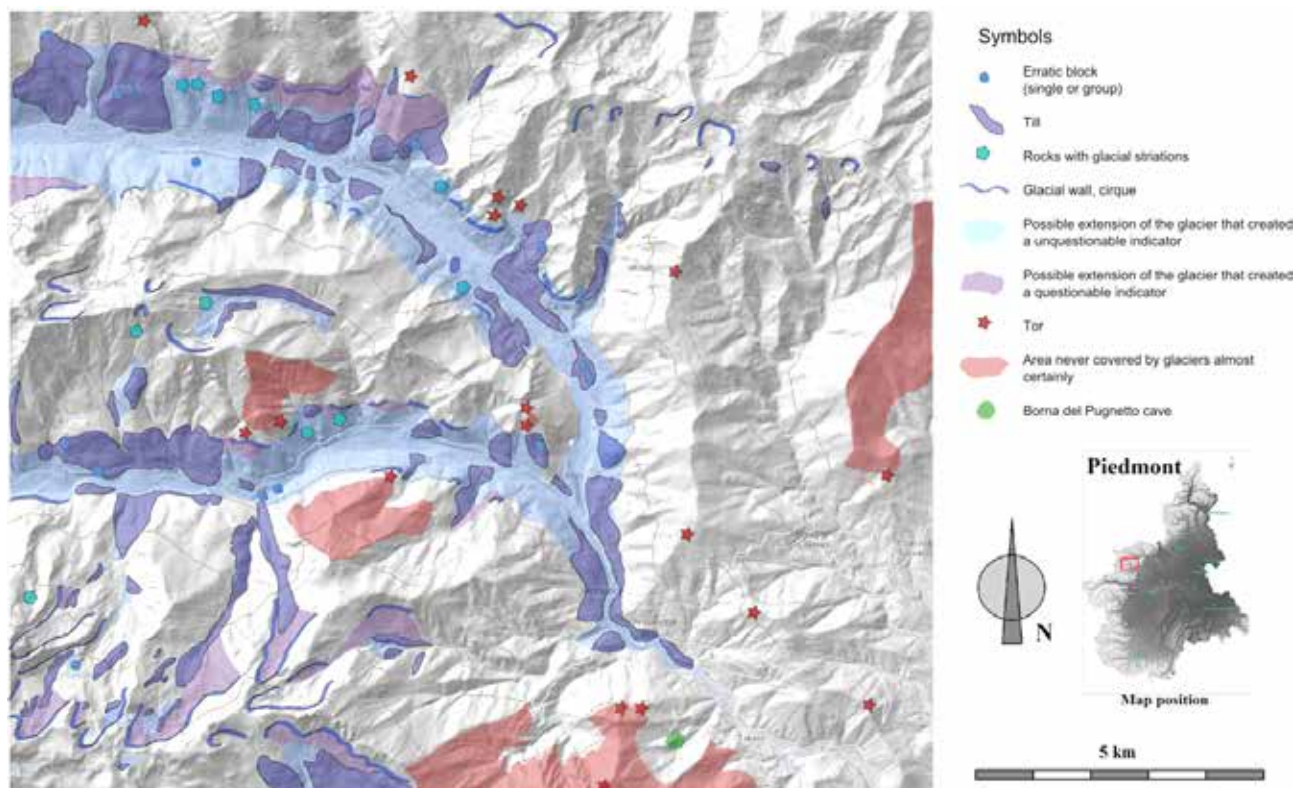 Symbols
Erratic block
(single or group)
Till
Rocks with glacial striations
Glacial wall, cirque
Possible extension of the glacier that created
a unquestionable indicator
Possible extension of the glacier that created
a questionable indicator
Tor
Area never covered by glaciers almost
certainly
Borna del Pugnetto cave
Piedmont
N
Map position
5 km